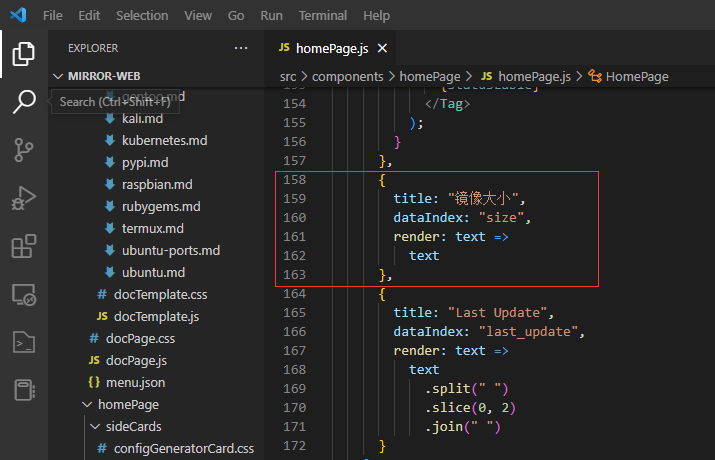 File Edit Selection View Go Run Terminal Help
EXPLORER ···
homePage.js ×
MIRROR-WEB
src > components > homePage > homePage.js > HomePage
Search (Ctrl+Shift+F)
kali.md
kubernetes.md
pypi.md
raspbian.md
rubygems.md
termux.md
ubuntu-ports.md
ubuntu.md
docTemplate.css
docTemplate.js
docPage.css
docPage.js
menu.json
homePage
sideCards
configGeneratorCard.css
154 </Tag>
155 );
156 }
157 },
158 {
159 title: "镜像大小",
160 dataIndex: "size",
161 render: text =>
162 text
163 },
164 {
165 title: "Last Update",
166 dataIndex: "last_update",
167 render: text =>
168 text
169 .split(" ")
170 .slice(0, 2)
171 .join(" ")
172 }